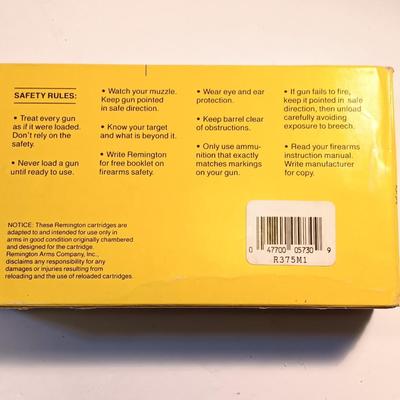 SAFETY RULES:
• Treat every gun
as if it were loaded.
Don't rely on the
safety.
• Never load a gun
until ready to use.
• Watch your muzzle.
Keep gun pointed
in safe direction.
• Know your target
and what is beyond it.
• Write Remington
for free booklet on
firearms safety.
• Wear eye and ear
protection.
• Keep barrel clear
of obstructions.
• Only use ammu-
nition that exactly
matches markings
on your gun.
• If gun fails to fire,
keep it pointed in safe
direction, then unload
carefully avoiding
exposure to breech.
• Read your firearms
instruction manual.
Write manufacturer
for copy.
NOTICE: These Remington cartridges are
adapted to and intended for use only in
arms in good condition originally chambered
and designed for the cartridge.
Remington Arms Company, Inc.,
disclaims any responsibility for any
damages or injuries resulting from
reloading and the use of reloaded cartridges.
0 47700 05730 9
R375M1